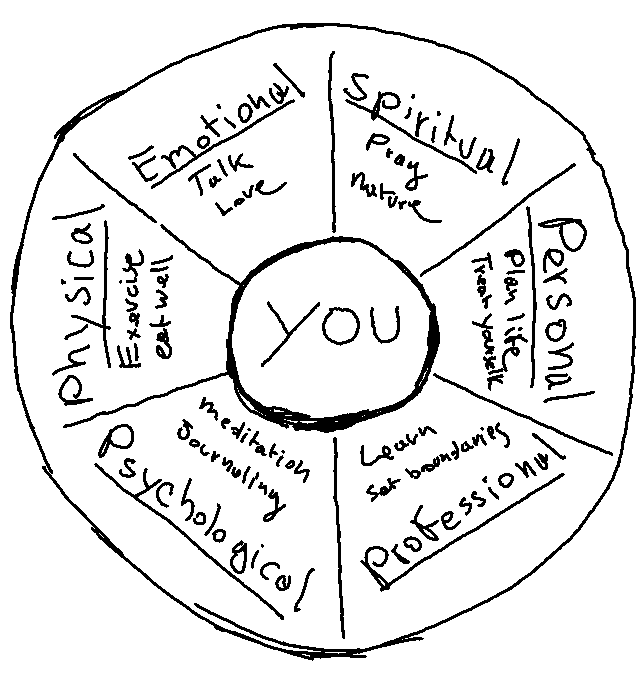 Emotional
Talk
Love
Spiritual
Pray
Nature
Personal
Plan life
Treat yourself
Professional
Learn
Set boundaries
Psychological
meditation
Journaling
Physical
Exercise
eat well
YOU